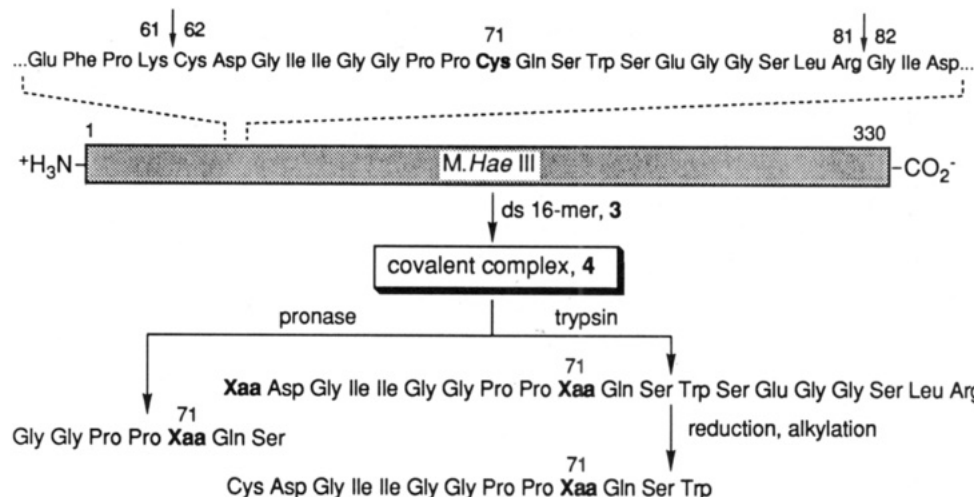 61 62 71 81 82
...Glu Phe Pro Lys Cys Asp Gly Ile Ile Gly Gly Pro Pro Cys Gln Ser Trp Ser Glu Gly Gly Ser Leu Arg Gly Ile Asp...
1 330
+H3N- M.Hae III -CO2-
ds 16-mer, 3
covalent complex, 4
pronase trypsin
71
Xaa Asp Gly Ile Ile Gly Gly Pro Pro Xaa Gln Ser Trp Ser Glu Gly Gly Ser Leu Arg
71
Gly Gly Pro Pro Xaa Gln Ser
reduction, alkylation
71
Cys Asp Gly Ile Ile Gly Gly Pro Pro Xaa Gln Ser Trp